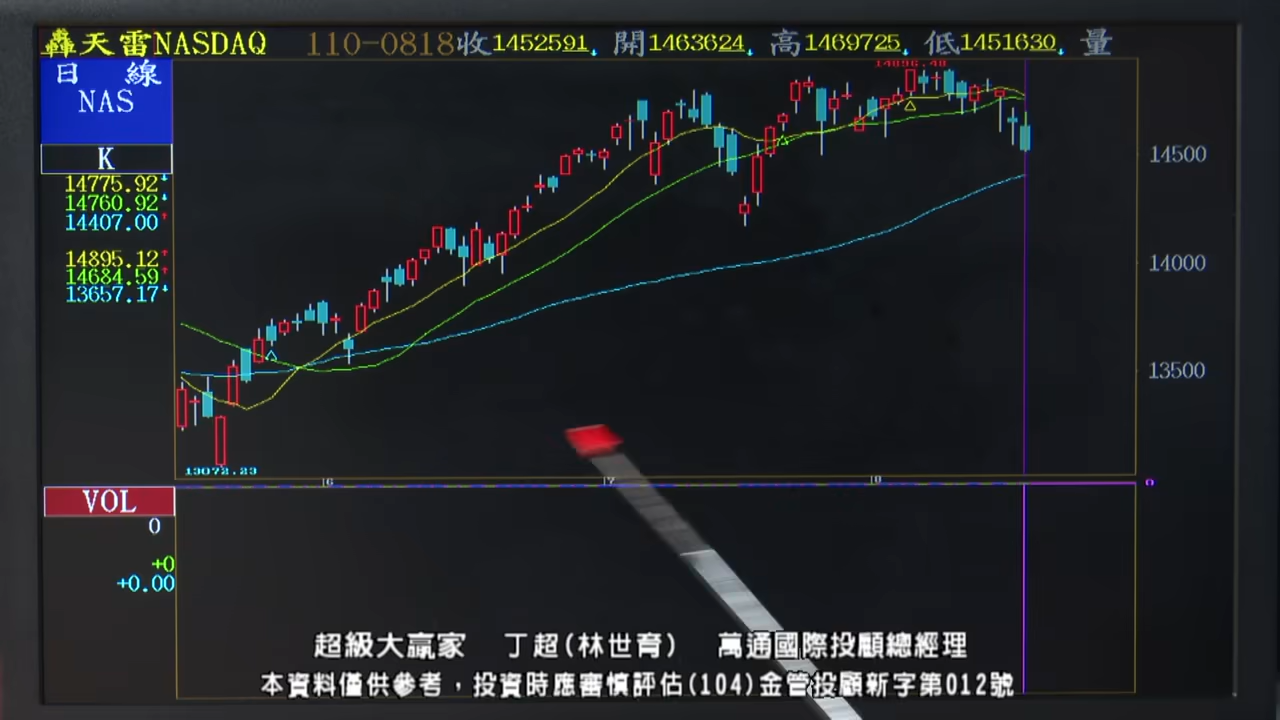 轟天雷NASDAQ 110-0818收1452591↓ 開1463624↓ 高1469725↓ 低1451630↓ 量
日 線
NAS
K
14775.92↓
14760.92↓
14407.00↑
14895.12↑
14684.59↑
13657.17↓
14896.48
14500
14000
13500
13072.23
6 7 8
VOL
0
0
+0
+0.00
超級大贏家 丁超(林世育) 萬通國際投顧總經理
本資料僅供參考，投資時應審慎評估(104)金管投顧新字第012號